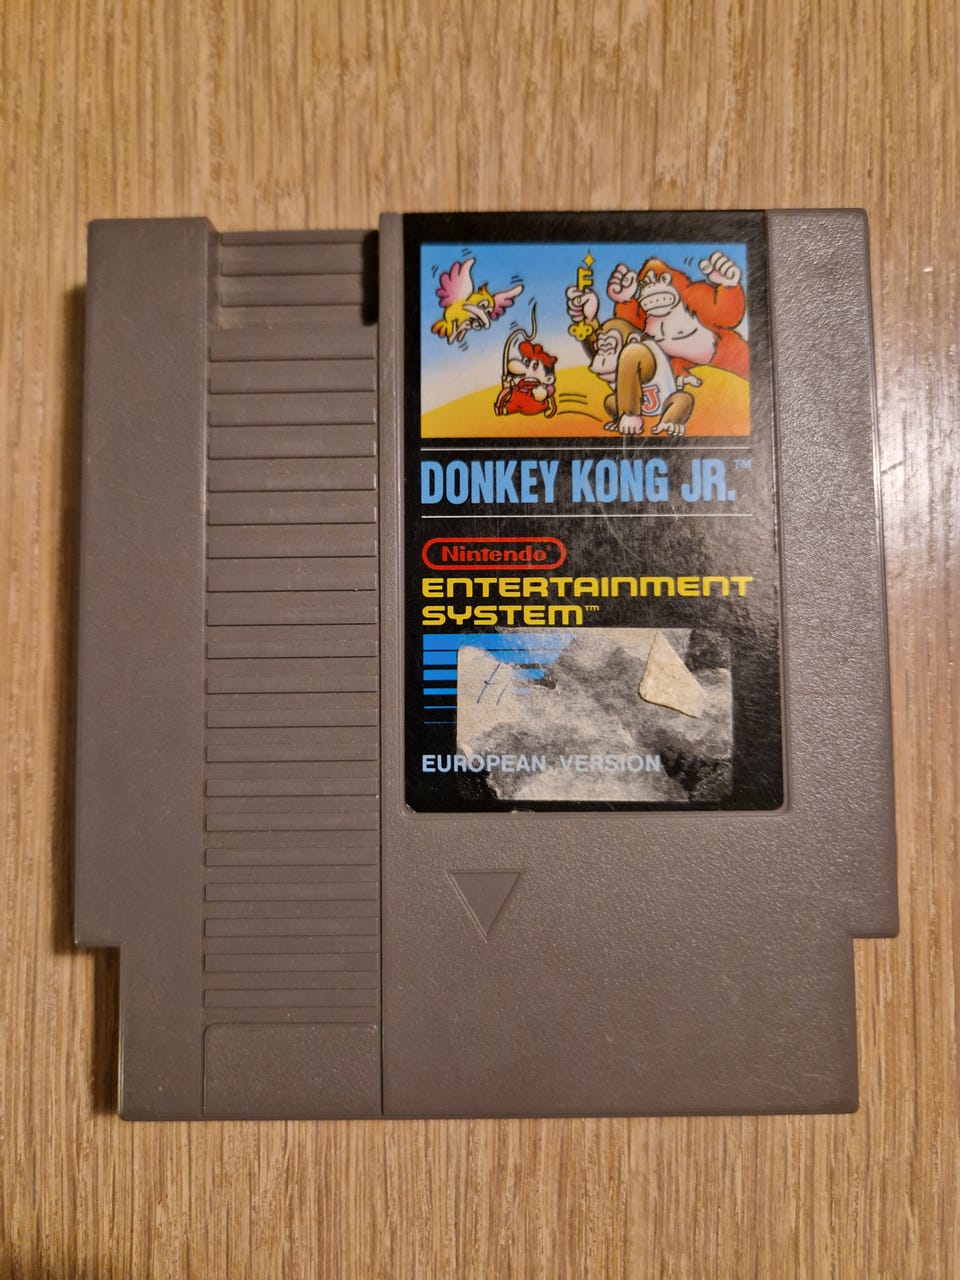 J
DONKEY KONG JR.™
Nintendo®
ENTERTAINMENT
SYSTEM™
EUROPEAN VERSION